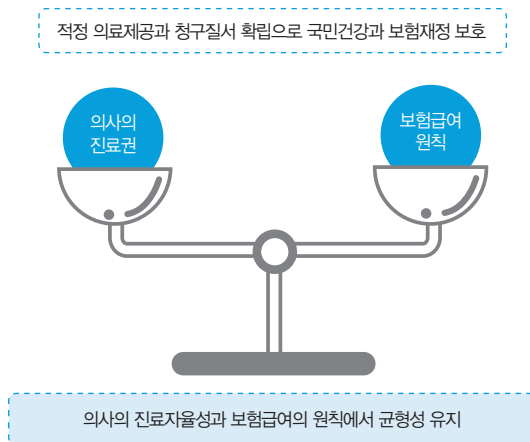 적정 의료제공과 청구질서 확립으로 국민건강과 보험재정 보호
의사의
진료권
보험급여
원칙
의사의 진료자율성과 보험급여의 원칙에서 균형성 유지